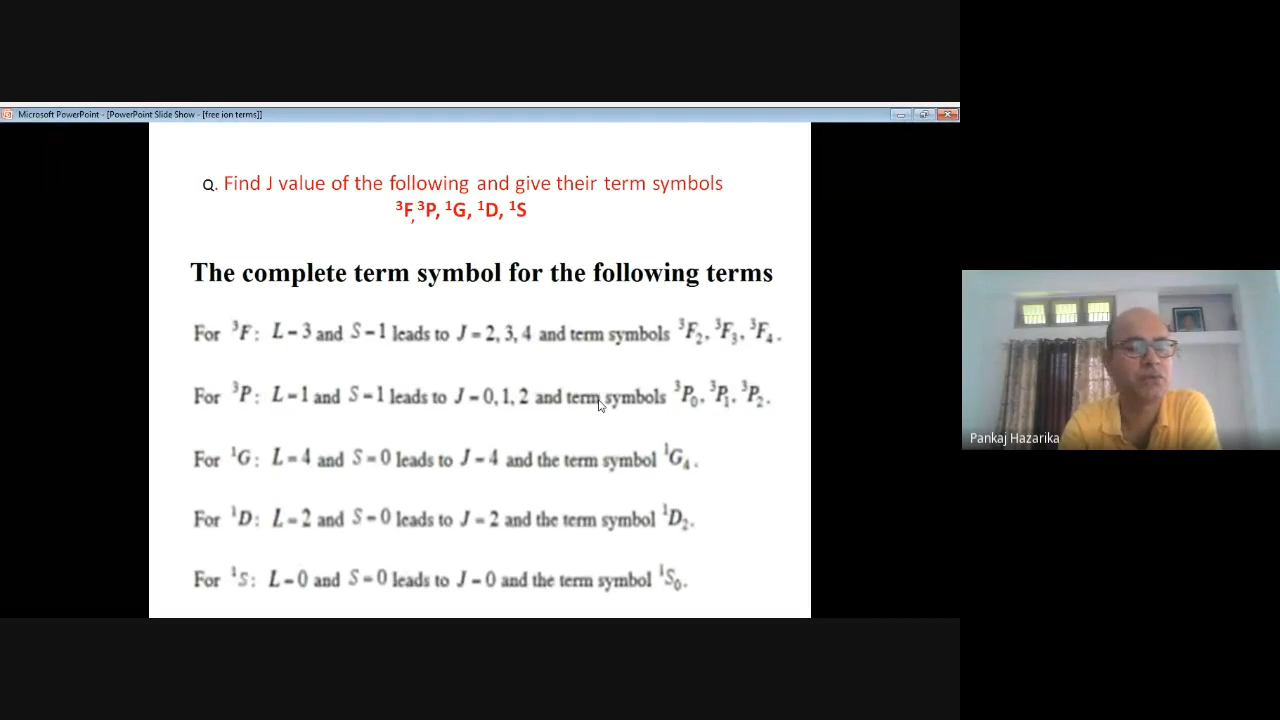 Microsoft PowerPoint - [PowerPoint Slide Show - [free ion terms]]
Q. Find J value of the following and give their term symbols
³F, ³P, ¹G, ¹D, ¹S
The complete term symbol for the following terms
For ³F: L = 3 and S = 1 leads to J = 2, 3, 4 and term symbols ³F₂, ³F₃, ³F₄.
For ³P: L = 1 and S = 1 leads to J = 0, 1, 2 and term symbols ³P₀, ³P₁, ³P₂.
For ¹G: L = 4 and S = 0 leads to J = 4 and the term symbol ¹G₄.
For ¹D: L = 2 and S = 0 leads to J = 2 and the term symbol ¹D₂.
For ¹S: L = 0 and S = 0 leads to J = 0 and the term symbol ¹S₀.
Pankaj Hazarika